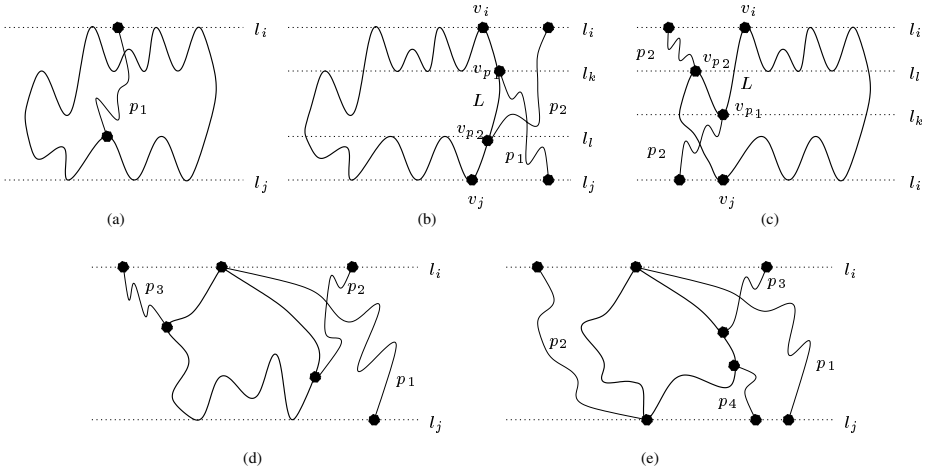 l_i
p_1
l_j
(a)
v_i
l_i
v_{p_1}
l_k
L
p_2
v_{p_2}
l_l
p_1
l_j
v_j
(b)
v_i
l_i
p_2
v_{p_2}
l_l
L
v_{p_1}
l_k
p_2
l_i
v_j
(c)
l_i
p_3
p_2
p_1
l_j
(d)
l_i
p_3
p_2
p_1
p_4
l_j
(e)